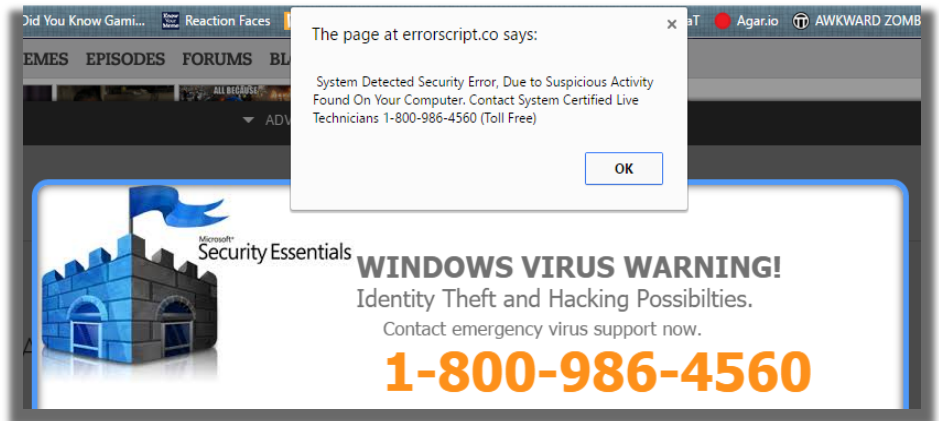 Did You Know Gami... Know Your Meme Reaction Faces aT Agar.io AWKWARD ZOMB
EMES EPISODES FORUMS BL
ALL BECAUSE
ADV
The page at errorscript.co says:
System Detected Security Error, Due to Suspicious Activity
Found On Your Computer. Contact System Certified Live
Technicians 1-800-986-4560 (Toll Free)
OK
Microsoft
Security Essentials
WINDOWS VIRUS WARNING!
Identity Theft and Hacking Possibilties.
Contact emergency virus support now.
1-800-986-4560